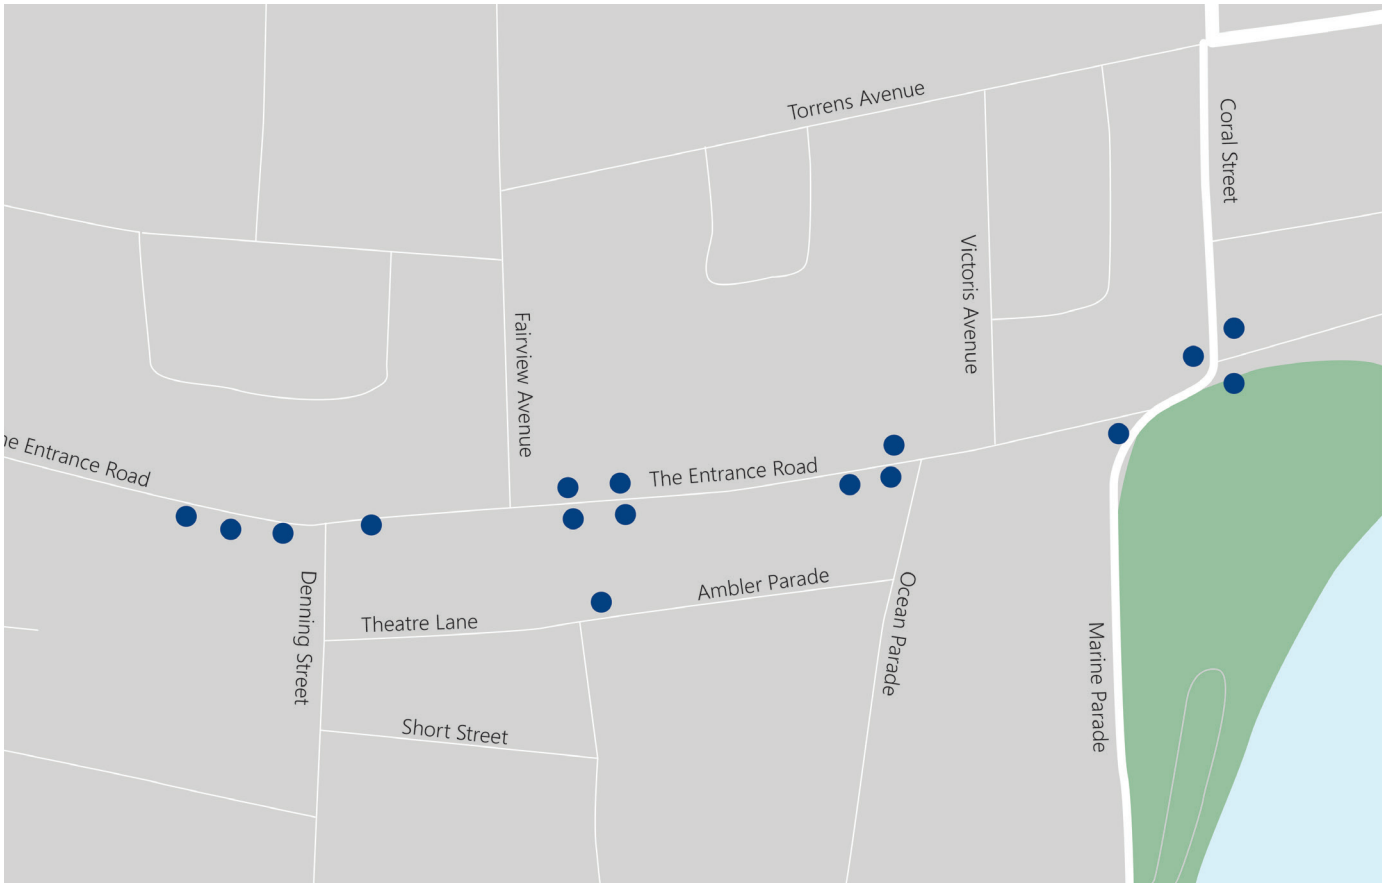 Torrens Avenue
Coral Street
Victoris Avenue
Fairview Avenue
he Entrance Road
The Entrance Road
Denning Street
Theatre Lane
Ambler Parade
Ocean Parade
Marine Parade
Short Street